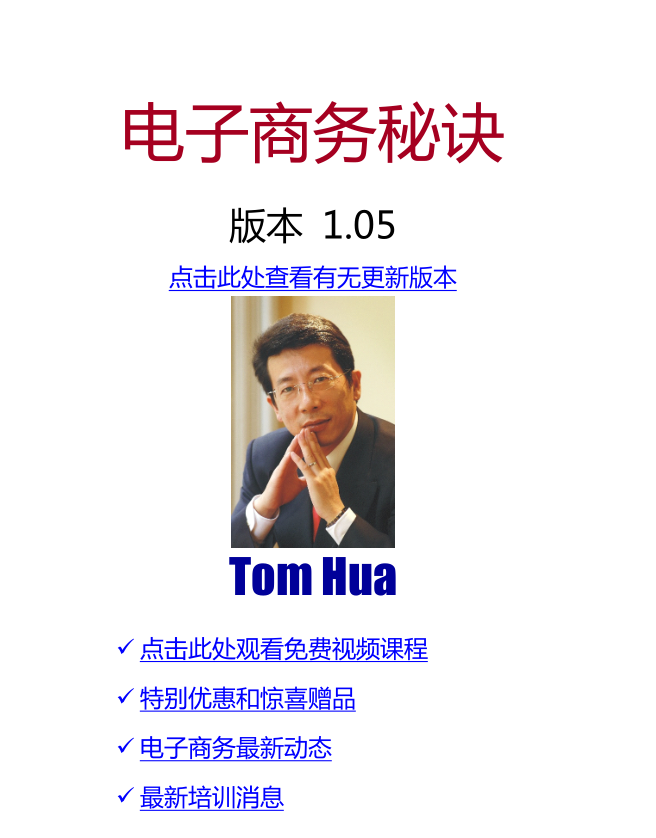 电子商务秘诀
版本 1.05
点击此处查看有无更新版本
Tom Hua
✓ 点击此处观看免费视频课程
✓ 特别优惠和惊喜赠品
✓ 电子商务最新动态
✓ 最新培训消息